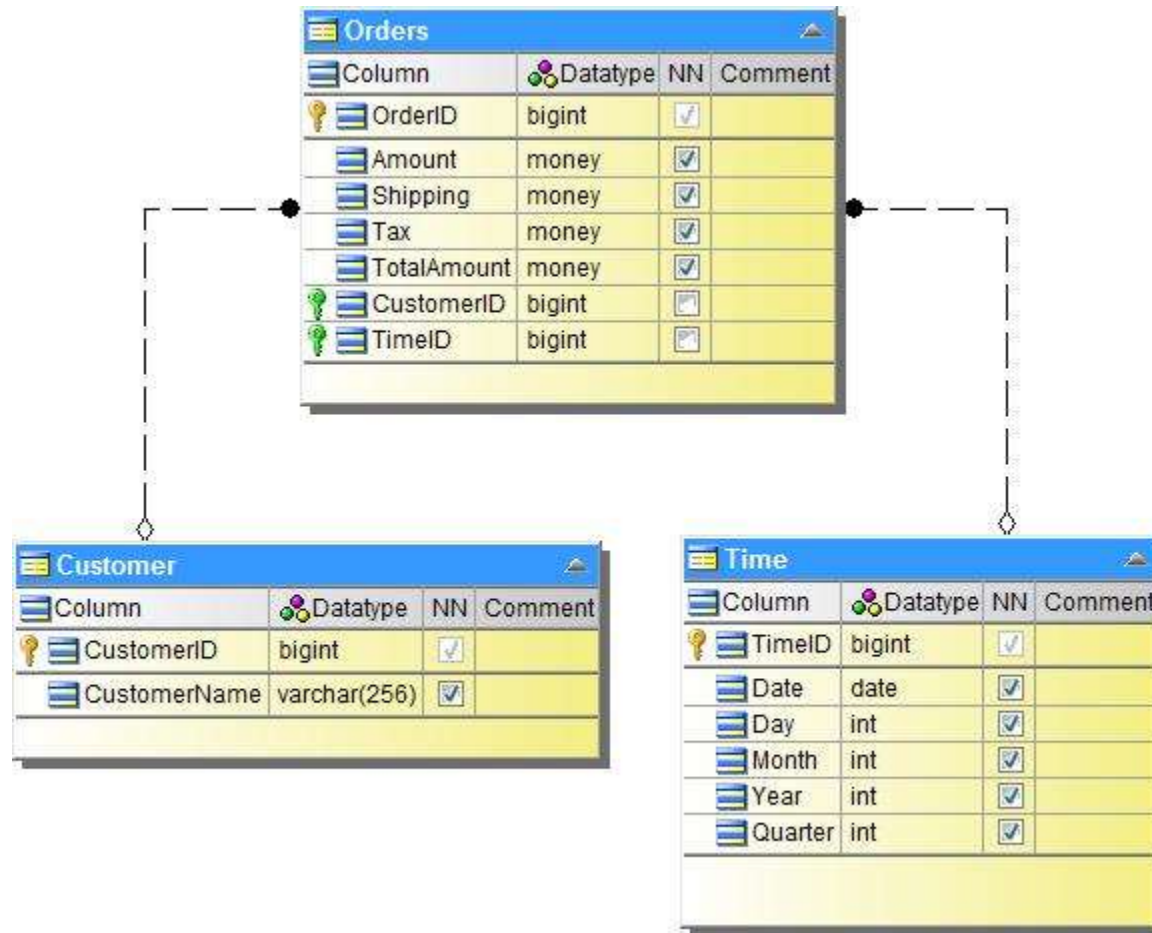 Orders
Column Datatype NN Comment
OrderID bigint
Amount money
Shipping money
Tax money
TotalAmount money
CustomerID bigint
TimeID bigint
Customer
Column Datatype NN Comment
CustomerID bigint
CustomerName varchar(256)
Time
Column Datatype NN Comment
TimeID bigint
Date date
Day int
Month int
Year int
Quarter int